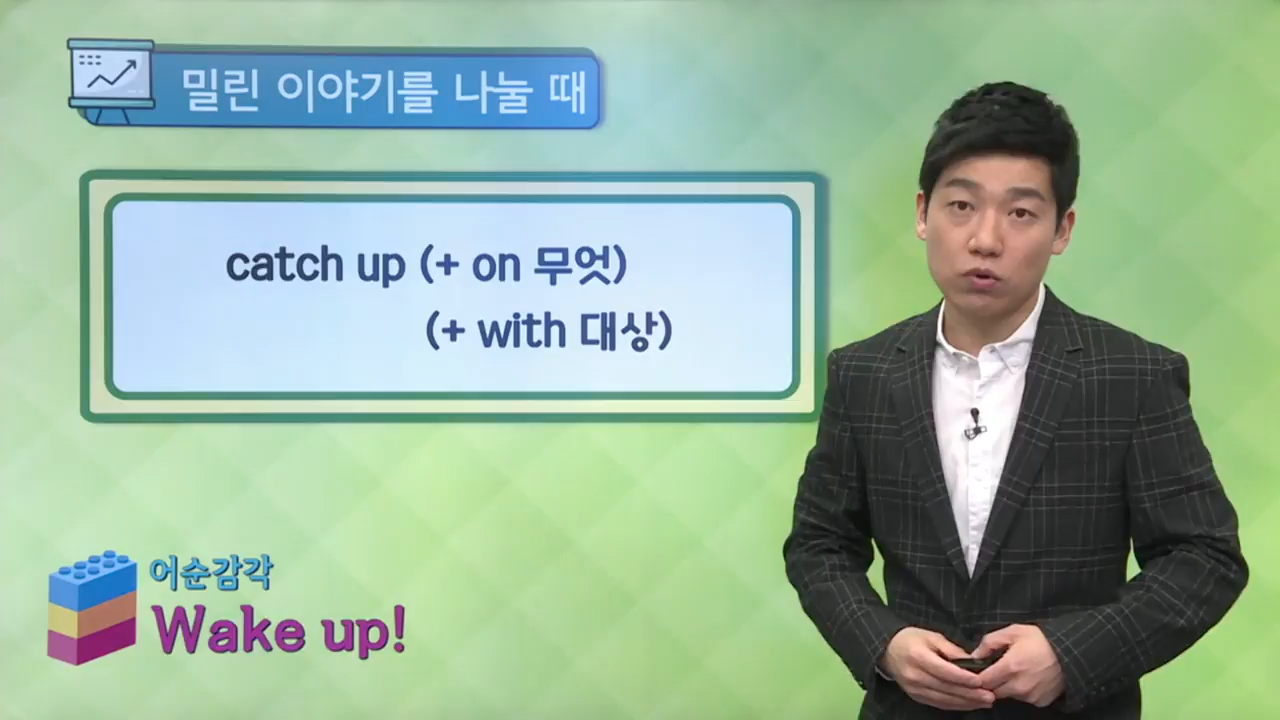 밀린 이야기를 나눌 때
catch up (+ on 무엇)
(+ with 대상)
어순감각
Wake up!